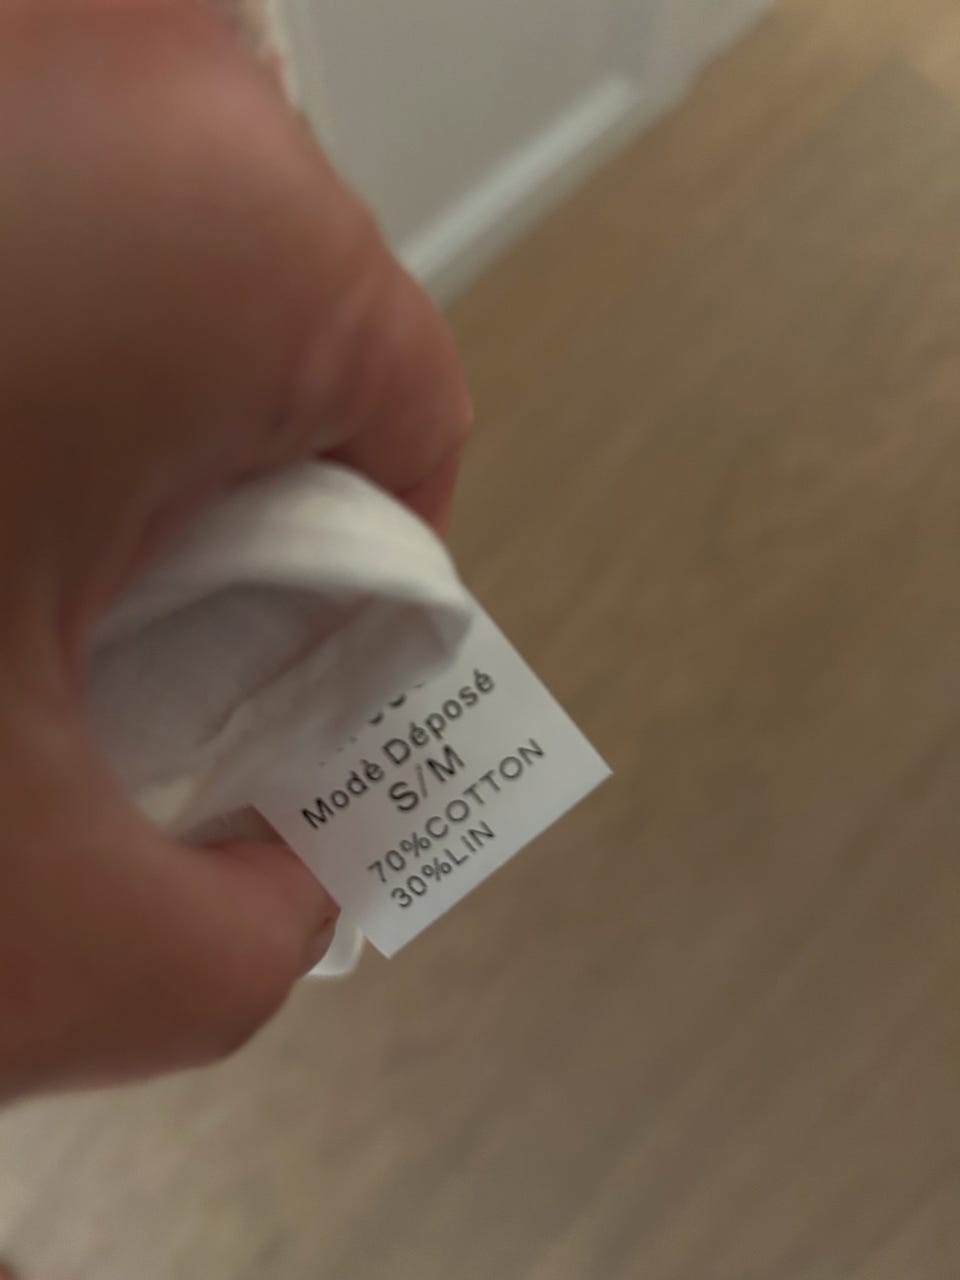 Modè Déposé
S/M
70%COTTON
30%LIN